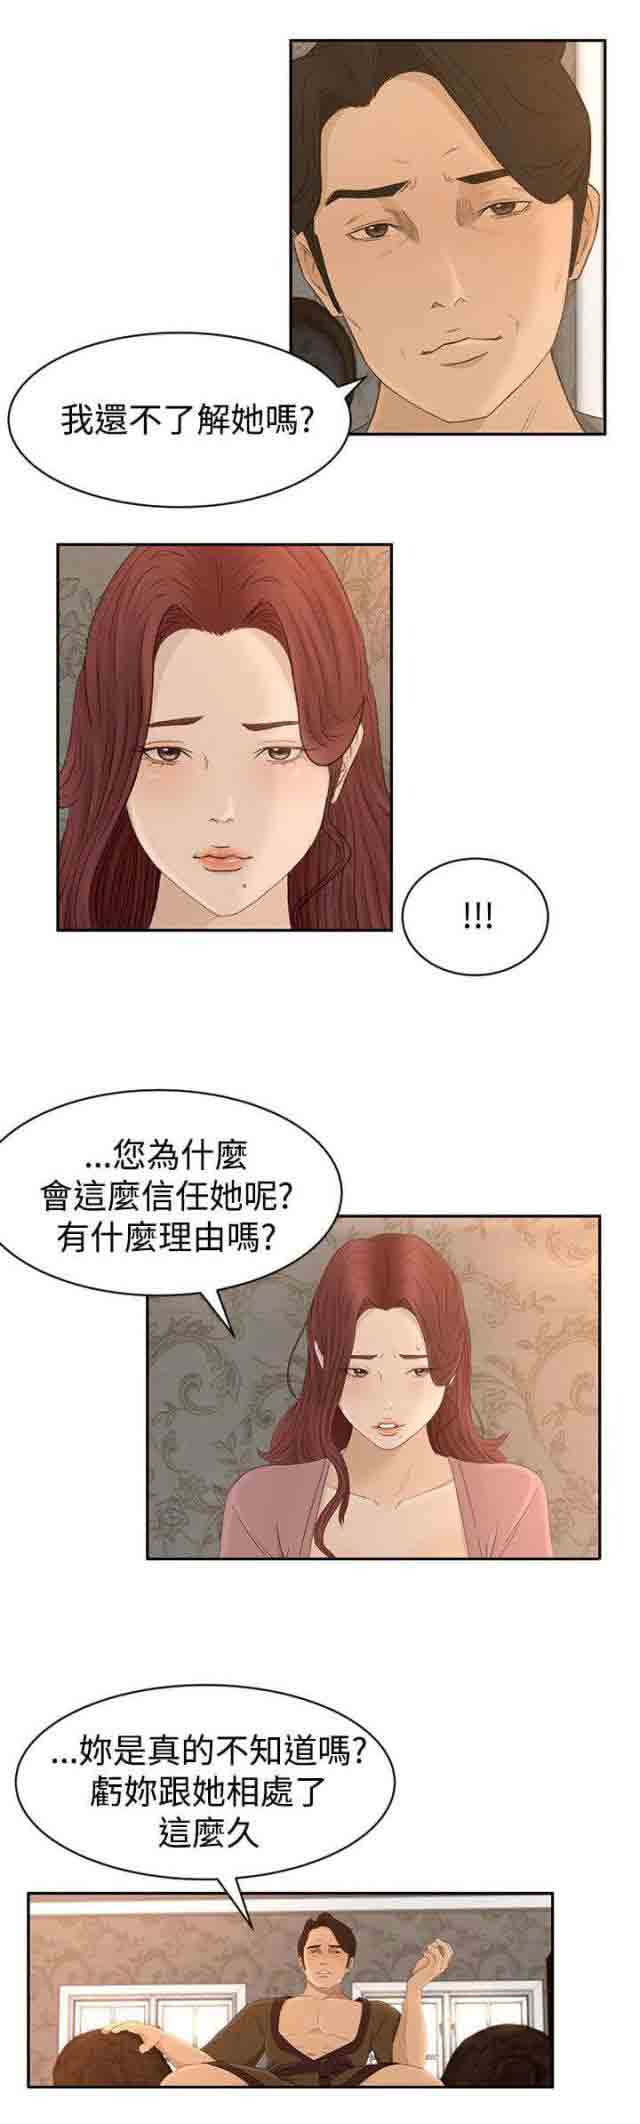 我還不了解她嗎?
!!!
...您為什麼
會這麼信任她呢?
有什麼理由嗎?
...妳是真的不知道嗎?
虧妳跟她相處了
這麼久